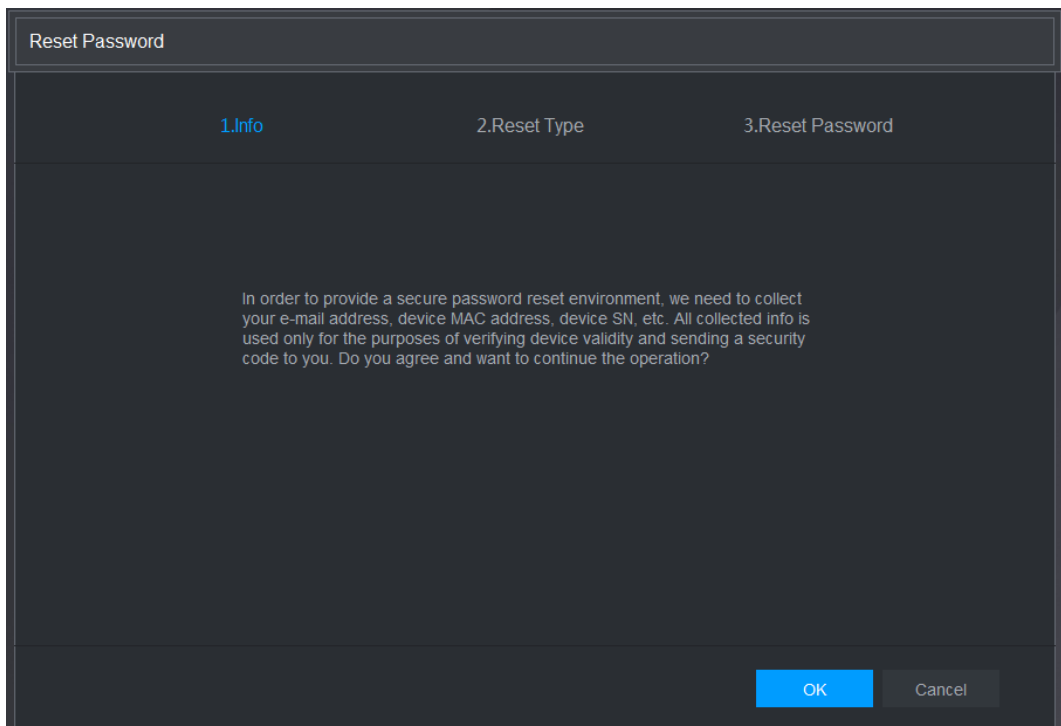 Reset Password
1.Info
2.Reset Type
3.Reset Password
In order to provide a secure password reset environment, we need to collect
your e-mail address, device MAC address, device SN, etc. All collected info is
used only for the purposes of verifying device validity and sending a security
code to you. Do you agree and want to continue the operation?
OK
Cancel